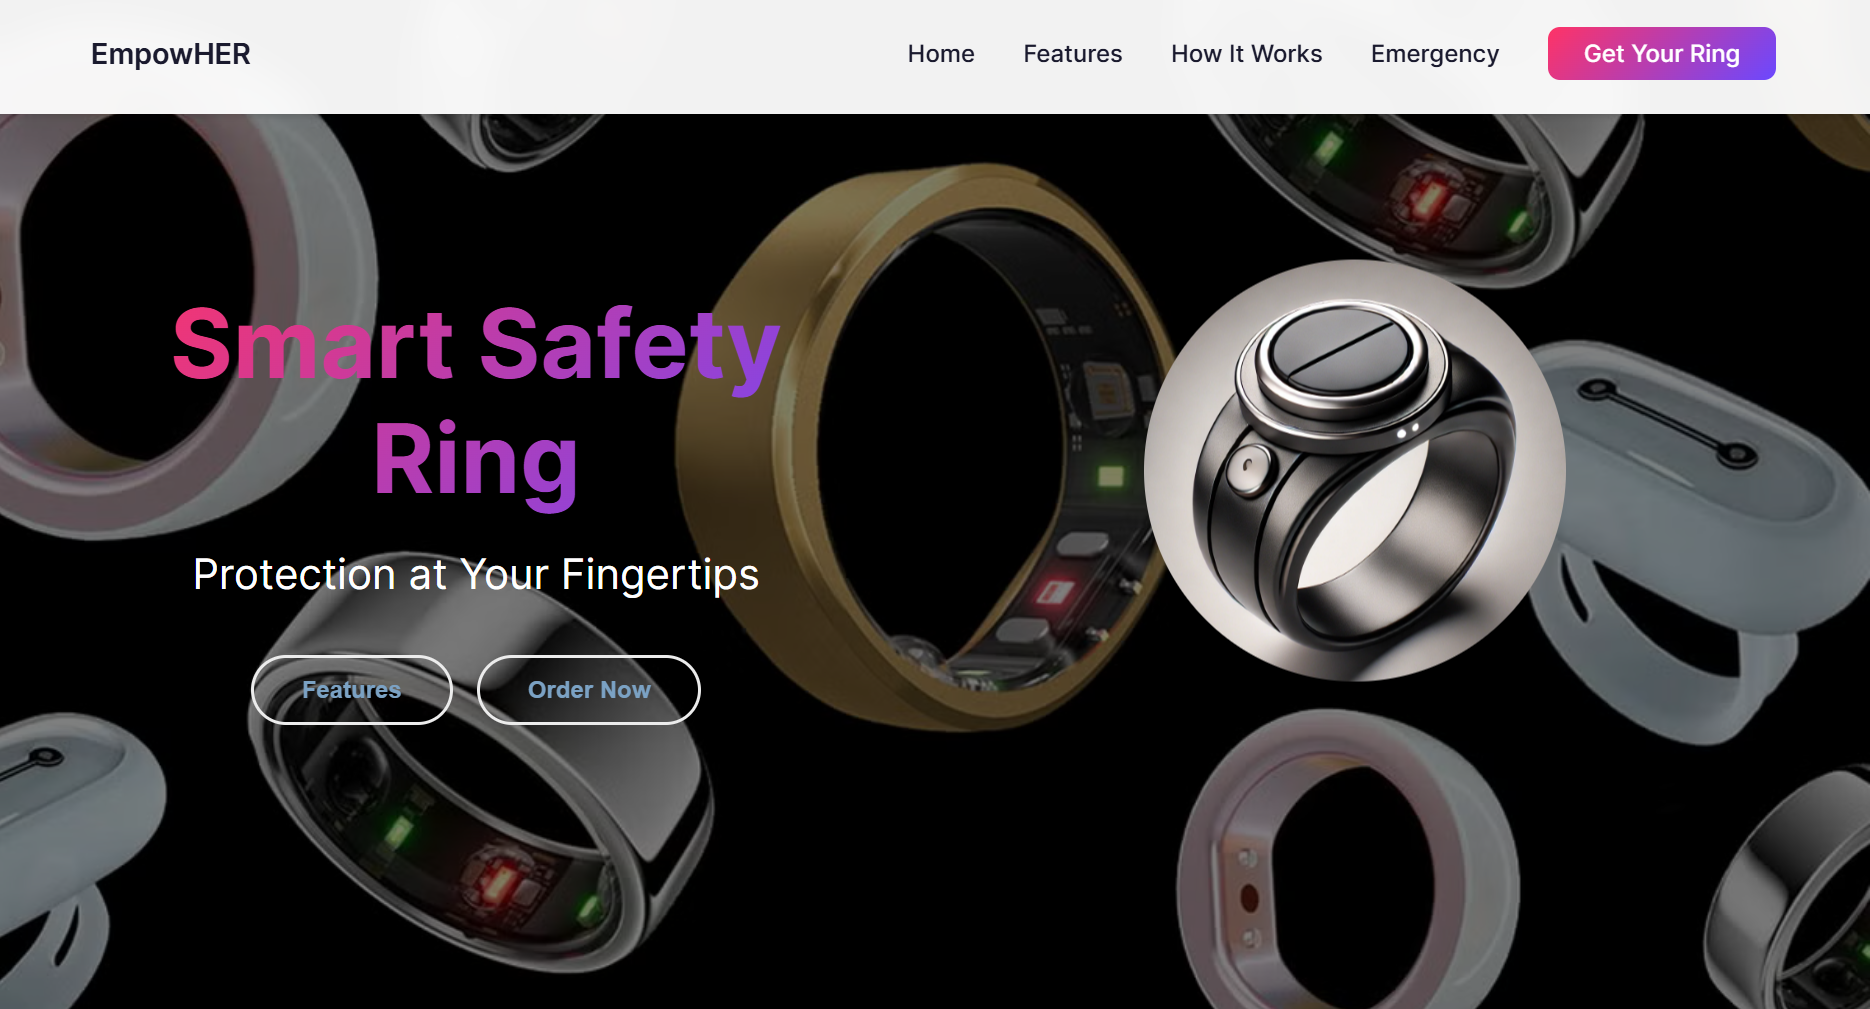 EmpowHER
Home
Features
How It Works
Emergency
Get Your Ring
Smart Safety
Ring
Protection at Your Fingertips
Features
Order Now